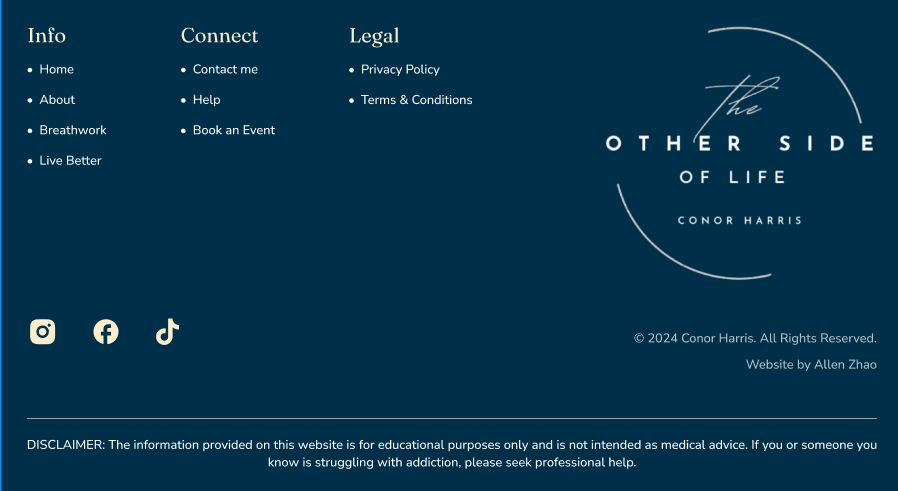 Info
Home
About
Breathwork
Live Better
Connect
Contact me
Help
Book an Event
Legal
Privacy Policy
Terms & Conditions
the
OTHER SIDE
OF LIFE
CONOR HARRIS
© 2024 Conor Harris. All Rights Reserved.
Website by Allen Zhao
DISCLAIMER: The information provided on this website is for educational purposes only and is not intended as medical advice. If you or someone you
know is struggling with addiction, please seek professional help.